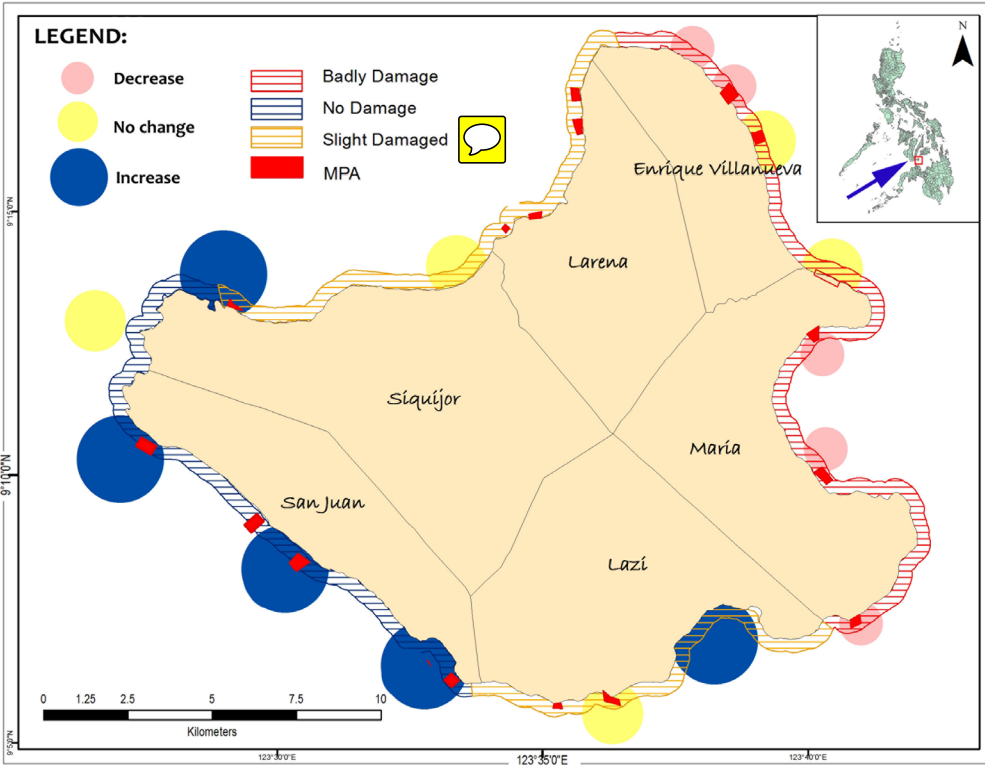 LEGEND:
Decrease
No change
Increase
Badly Damage
No Damage
Slight Damaged
MPA
N
Enrique Villanueva
Larena
Siquijor
Maria
San Juan
Lazi
9°15'0"N
9°10'0"N
9°5'0"N
0 1.25 2.5 5 7.5 10
Kilometers
123°30'0"E
123°35'0"E
123°40'0"E